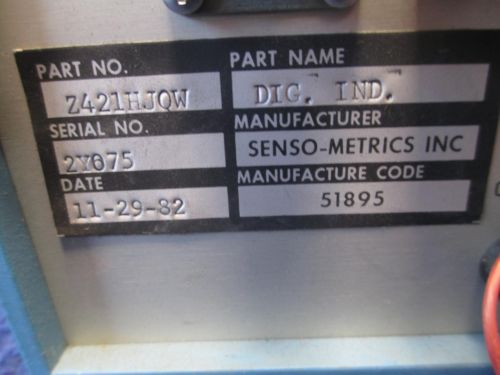 PART NO. PART NAME
Z421HJQW DIG. IND.
SERIAL NO. MANUFACTURER
2Y075 SENSO-METRICS INC
DATE MANUFACTURE CODE
11-29-82 51895